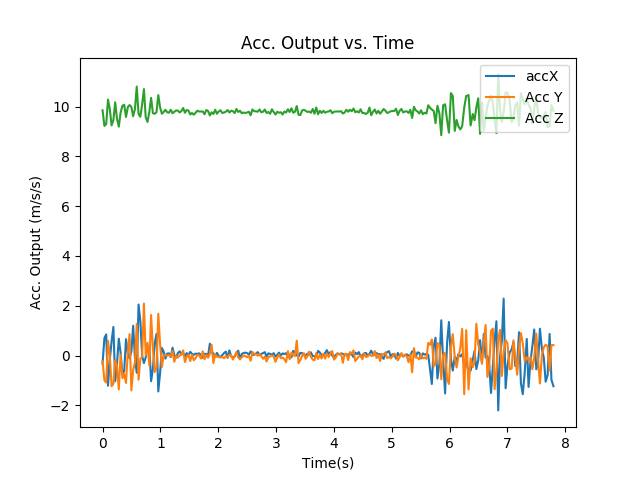 Acc. Output vs. Time
accX
Acc Y
Acc Z
Acc. Output (m/s/s)
10
8
6
4
2
0
−2
0 1 2 3 4 5 6 7 8
Time(s)